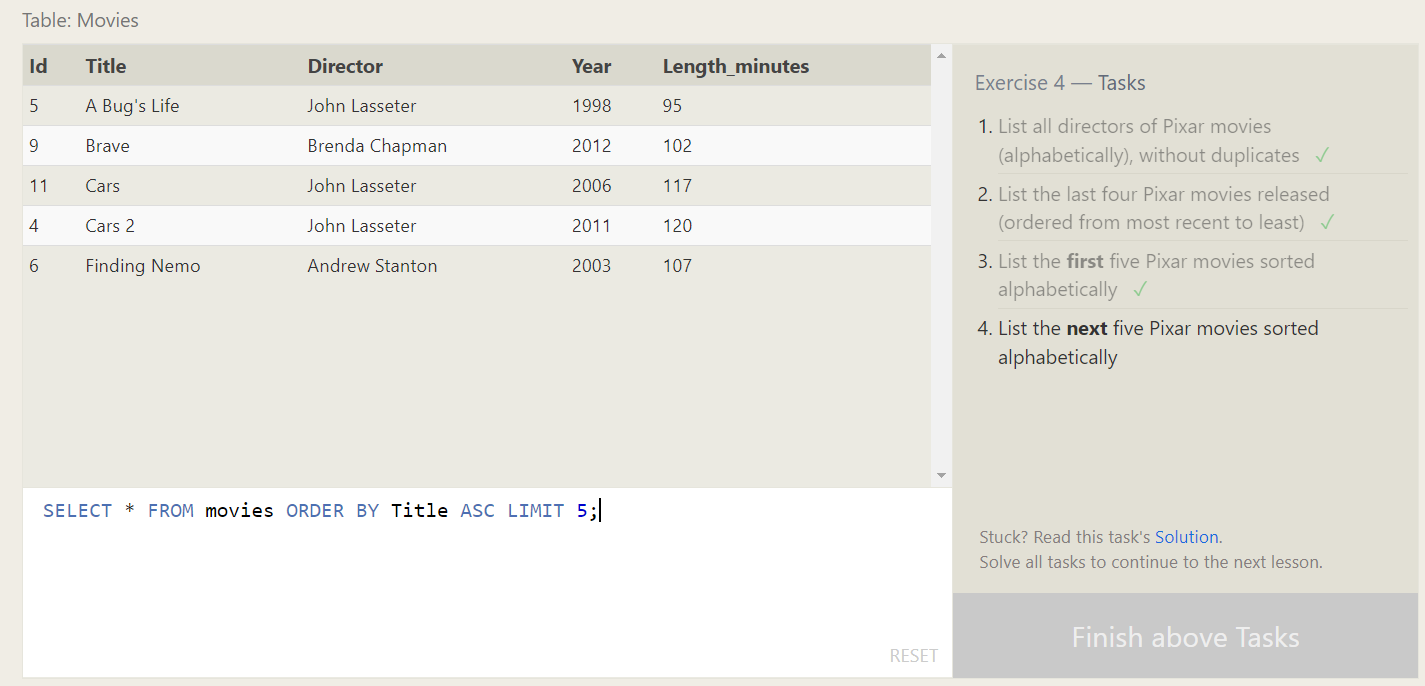 Table: Movies
Id Title Director Year Length_minutes
5 A Bug's Life John Lasseter 1998 95
9 Brave Brenda Chapman 2012 102
11 Cars John Lasseter 2006 117
4 Cars 2 John Lasseter 2011 120
6 Finding Nemo Andrew Stanton 2003 107
SELECT * FROM movies ORDER BY Title ASC LIMIT 5;
RESET
Exercise 4 — Tasks
1. List all directors of Pixar movies
(alphabetically), without duplicates ✓
2. List the last four Pixar movies released
(ordered from most recent to least) ✓
3. List the first five Pixar movies sorted
alphabetically ✓
4. List the next five Pixar movies sorted
alphabetically
Stuck? Read this task's Solution.
Solve all tasks to continue to the next lesson.
Finish above Tasks